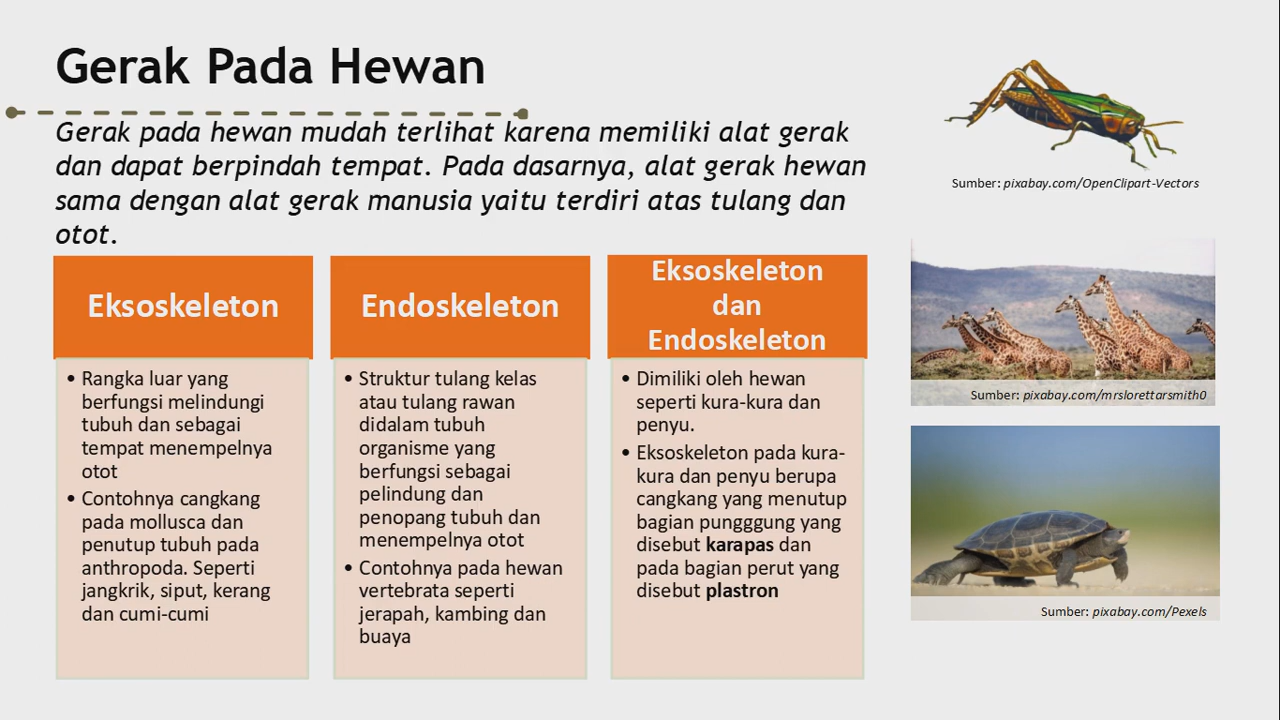 Gerak Pada Hewan
Gerak pada hewan mudah terlihat karena memiliki alat gerak
dan dapat berpindah tempat. Pada dasarnya, alat gerak hewan
sama dengan alat gerak manusia yaitu terdiri atas tulang dan
otot.
Eksoskeleton
• Rangka luar yang
berfungsi melindungi
tubuh dan sebagai
tempat menempelnya
otot
• Contohnya cangkang
pada mollusca dan
penutup tubuh pada
anthropoda. Seperti
jangkrik, siput, kerang
dan cumi-cumi
Endoskeleton
• Struktur tulang kelas
atau tulang rawan
didalam tubuh
organisme yang
berfungsi sebagai
pelindung dan
penopang tubuh dan
menempelnya otot
• Contohnya pada hewan
vertebrata seperti
jerapah, kambing dan
buaya
Eksoskeleton
dan
Endoskeleton
• Dimiliki oleh hewan
seperti kura-kura dan
penyu.
• Eksoskeleton pada kura-
kura dan penyu berupa
cangkang yang menutup
bagian pungggung yang
disebut karapas dan
pada bagian perut yang
disebut plastron
Sumber: pixabay.com/OpenClipart-Vectors
Sumber: pixabay.com/mrslorettarsmith0
Sumber: pixabay.com/Pexels